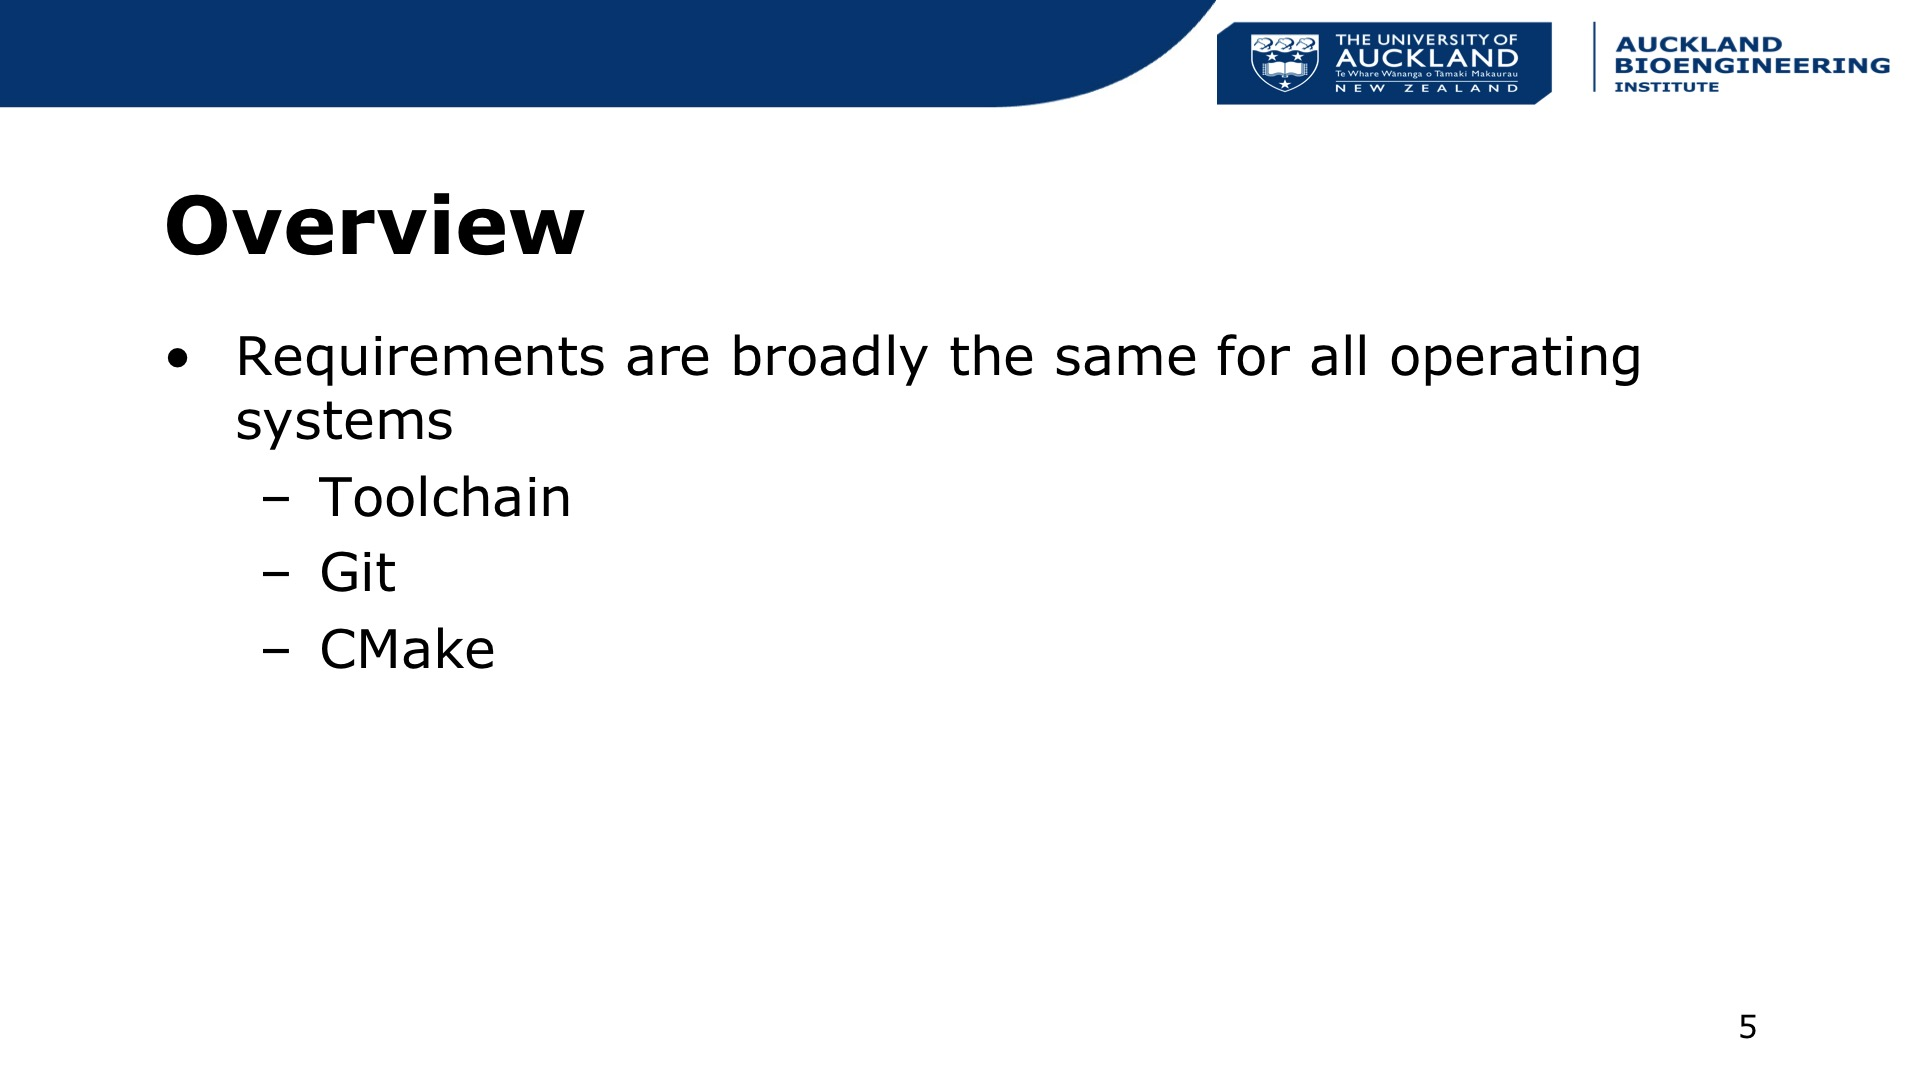 THE UNIVERSITY OF
AUCKLAND
Te Whare Wānanga o Tāmaki Makaurau
NEW ZEALAND
AUCKLAND
BIOENGINEERING
INSTITUTE
Overview
• Requirements are broadly the same for all operating
systems
– Toolchain
– Git
– CMake
5